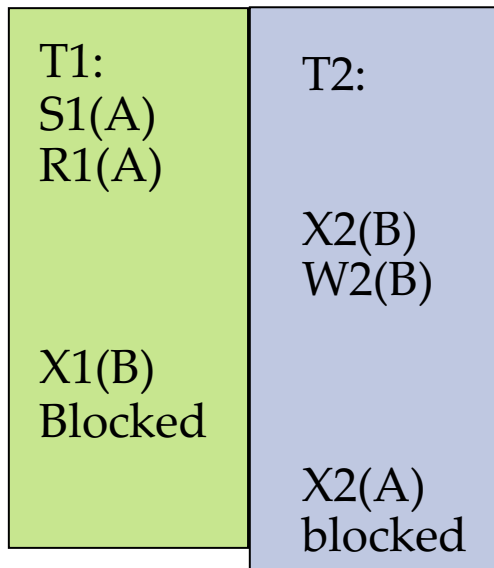 T1:
S1(A)
R1(A)
X1(B)
Blocked
T2:
X2(B)
W2(B)
X2(A)
blocked